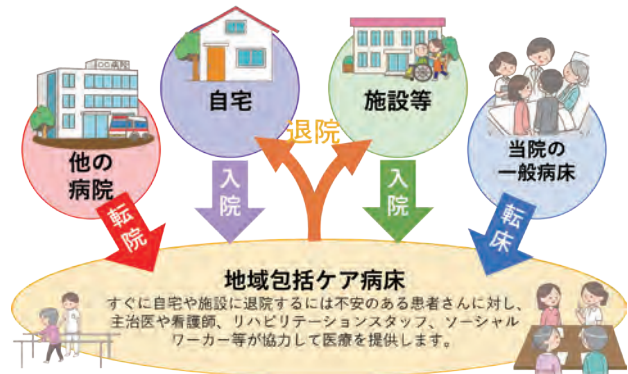 〇〇病院
他の
病院
自宅
施設等
当院の
一般病床
退院
転院
入院
入院
転床
地域包括ケア病床
すぐに自宅や施設に退院するには不安のある患者さんに対し、
主治医や看護師、リハビリテーションスタッフ、ソーシャル
ワーカー等が協力して医療を提供します。